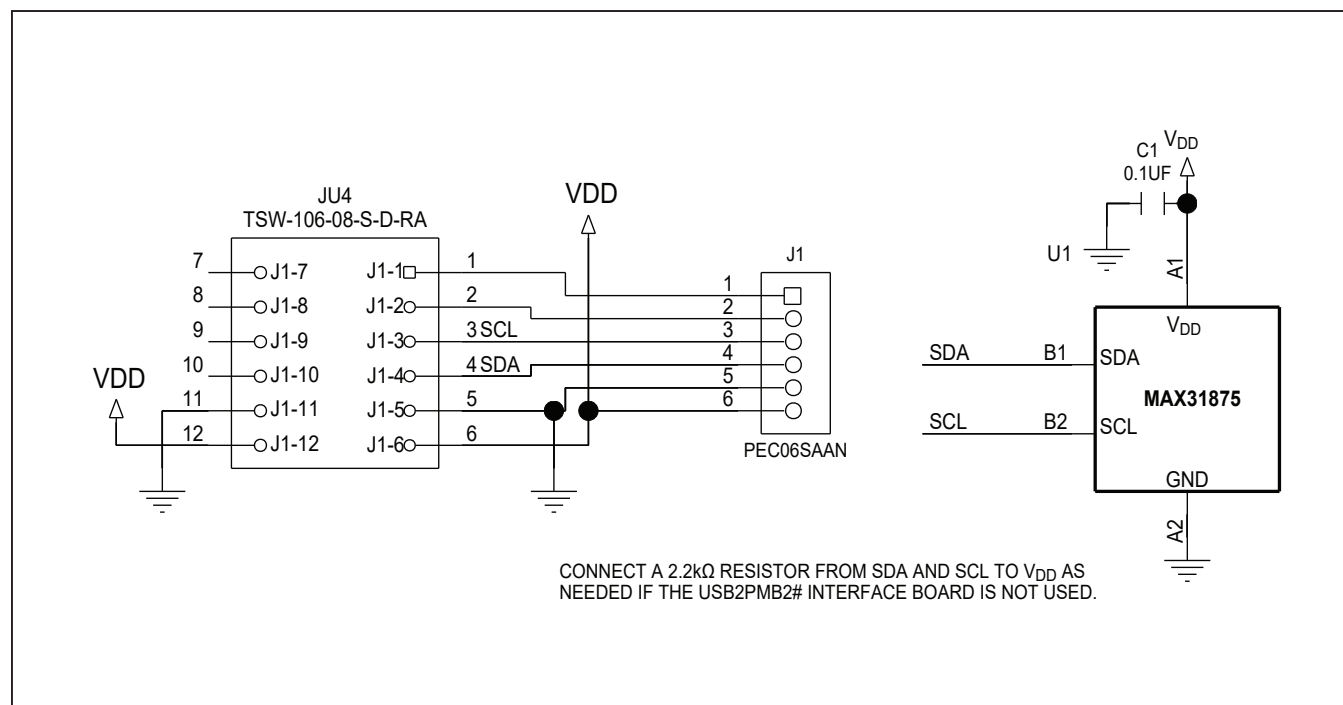 JU4
TSW-106-08-S-D-RA
7 J1-7 J1-1 1
8 J1-8 J1-2 2
9 J1-9 J1-3 3 SCL
10 J1-10 J1-4 4 SDA
11 J1-11 J1-5 5
12 J1-12 J1-6 6
VDD
VDD
J1
1
2
3
4
5
6
PEC06SAAN
VDD
C1
0.1UF
U1
A1
VDD
SDA B1 SDA
MAX31875
SCL B2 SCL
GND
A2
CONNECT A 2.2kΩ RESISTOR FROM SDA AND SCL TO VDD AS
NEEDED IF THE USB2PMB2# INTERFACE BOARD IS NOT USED.